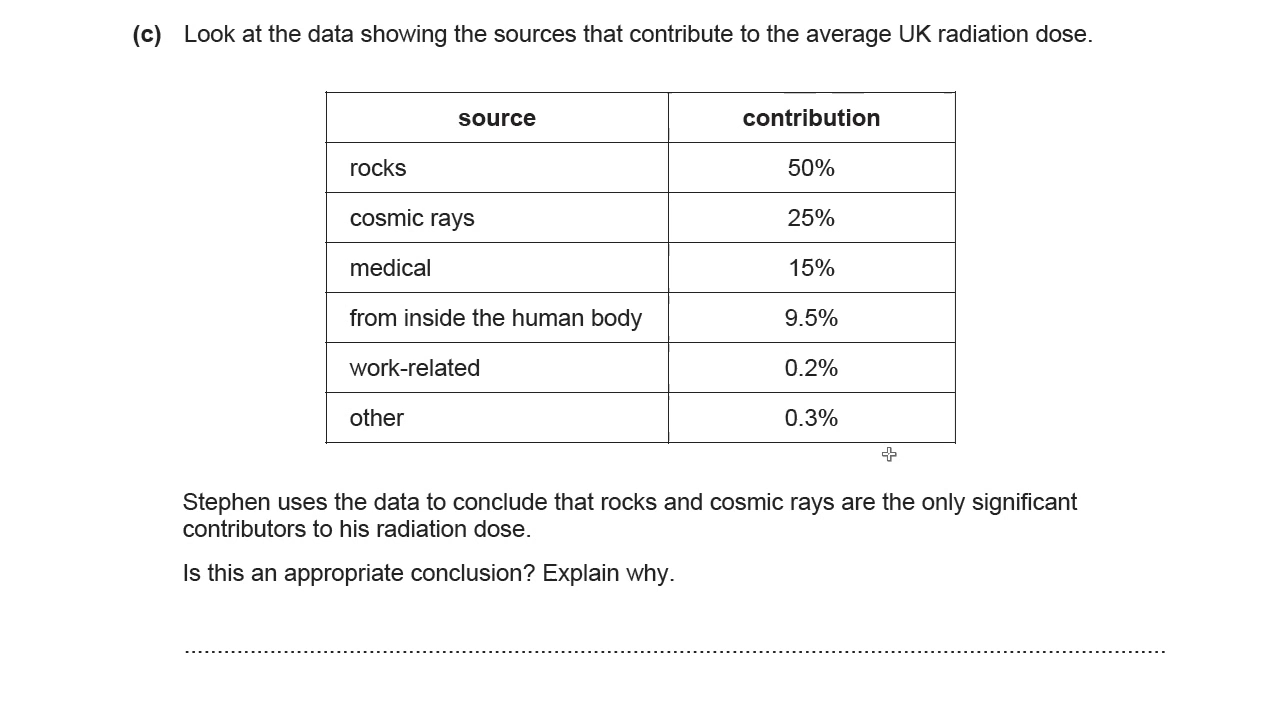 (c) Look at the data showing the sources that contribute to the average UK radiation dose.
source contribution
rocks 50%
cosmic rays 25%
medical 15%
from inside the human body 9.5%
work-related 0.2%
other 0.3%
Stephen uses the data to conclude that rocks and cosmic rays are the only significant
contributors to his radiation dose.
Is this an appropriate conclusion? Explain why.